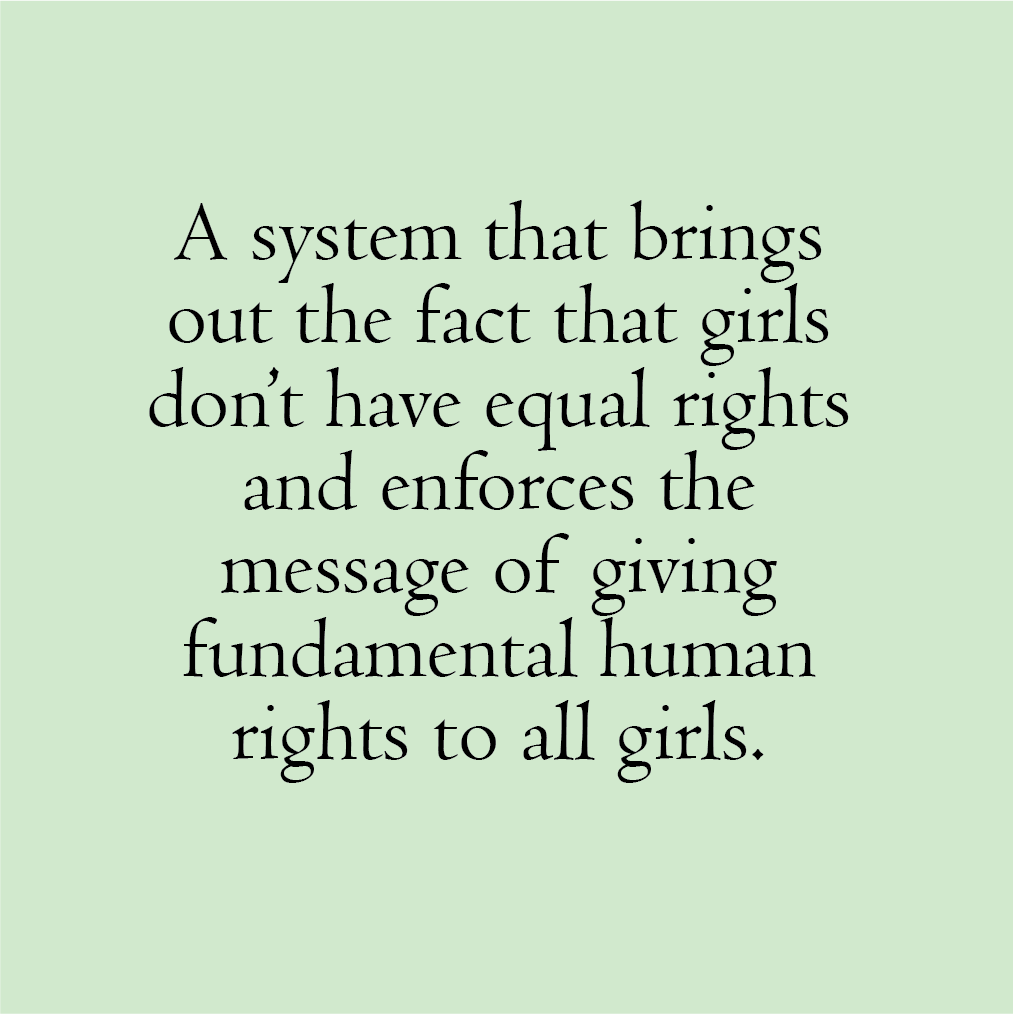 A system that brings
out the fact that girls
don’t have equal rights
and enforces the
message of giving
fundamental human
rights to all girls.